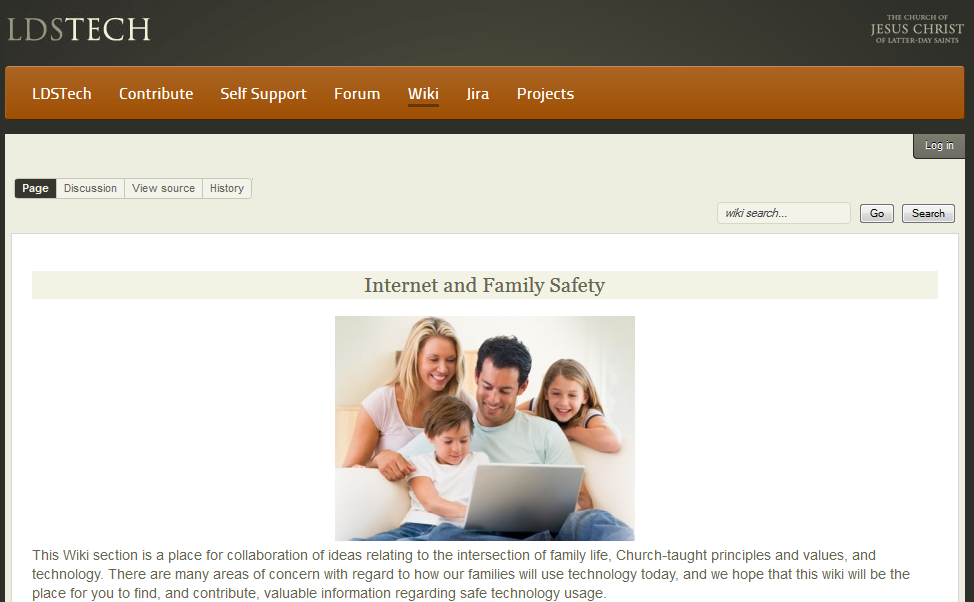 LDSTECH
THE CHURCH OF
JESUS CHRIST
OF LATTER-DAY SAINTS
LDSTech Contribute Self Support Forum Wiki Jira Projects
Log in
Page Discussion View source History
wiki search... Go Search
Internet and Family Safety
This Wiki section is a place for collaboration of ideas relating to the intersection of family life, Church-taught principles and values, and
technology. There are many areas of concern with regard to how our families will use technology today, and we hope that this wiki will be the
place for you to find, and contribute, valuable information regarding safe technology usage.